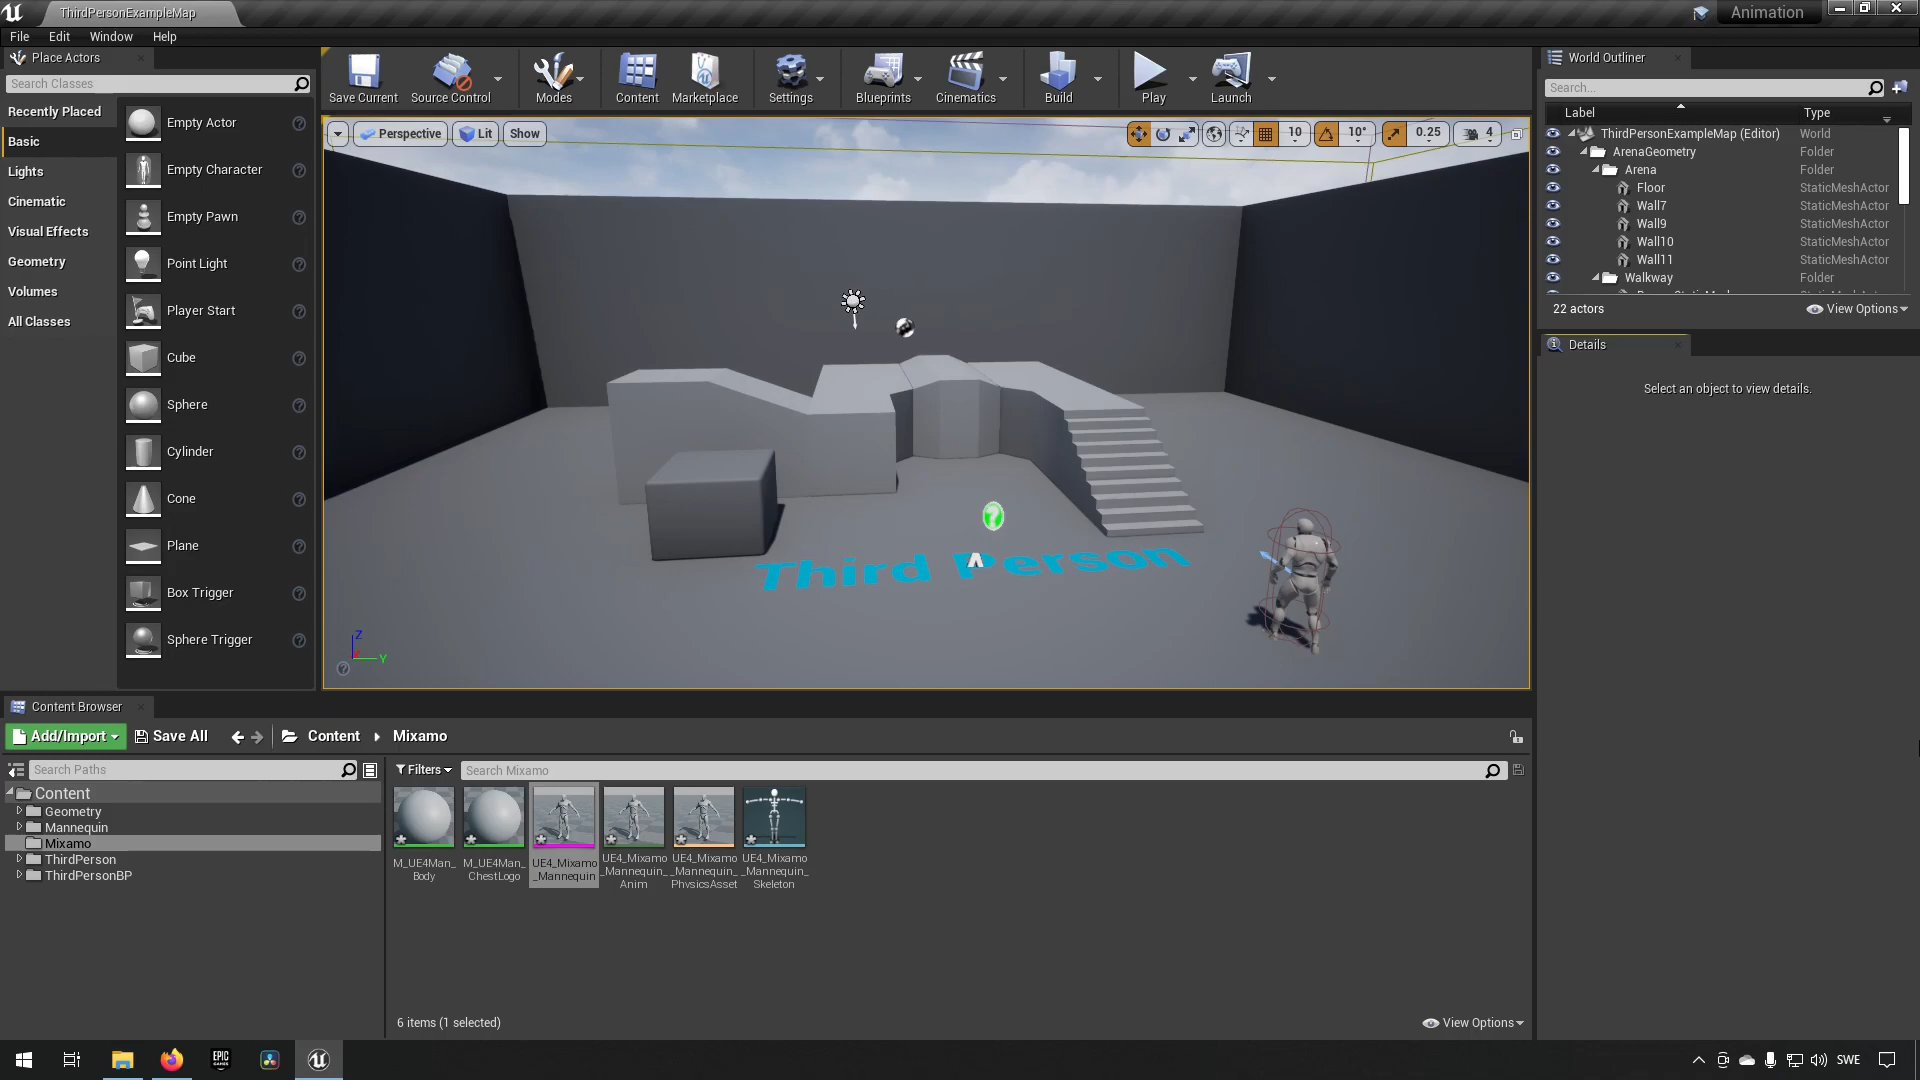 ThirdPersonExampleMap
Animation
File Edit Window Help
Place Actors
Search Classes
Recently Placed
Basic
Lights
Cinematic
Visual Effects
Geometry
Volumes
All Classes
Empty Actor
Empty Character
Empty Pawn
Point Light
Player Start
Cube
Sphere
Cylinder
Cone
Plane
Box Trigger
Sphere Trigger
Save Current
Source Control
Modes
Content
Marketplace
Settings
Blueprints
Cinematics
Build
Play
Launch
Perspective
Lit
Show
10
10°
0.25
4
Third Person
Z
Y
World Outliner
Search...
Label Type
ThirdPersonExampleMap (Editor) World
ArenaGeometry Folder
Arena Folder
Floor StaticMeshActor
Wall7 StaticMeshActor
Wall9 StaticMeshActor
Wall10 StaticMeshActor
Wall11 StaticMeshActor
Walkway Folder
22 actors
View Options
Details
Select an object to view details.
Content Browser
Add/Import
Save All
Content
Mixamo
Search Paths
Content
Geometry
Mannequin
Mixamo
ThirdPerson
ThirdPersonBP
Filters
Search Mixamo
M_UE4Man_
Body
M_UE4Man_
ChestLogo
UE4_Mixamo
_Mannequin
UE4_Mixamo
_Mannequin_
Anim
UE4_Mixamo
_Mannequin_
PhysicsAsset
UE4_Mixamo
_Mannequin_
Skeleton
6 items (1 selected)
View Options
EPIC
GAMES
SWE